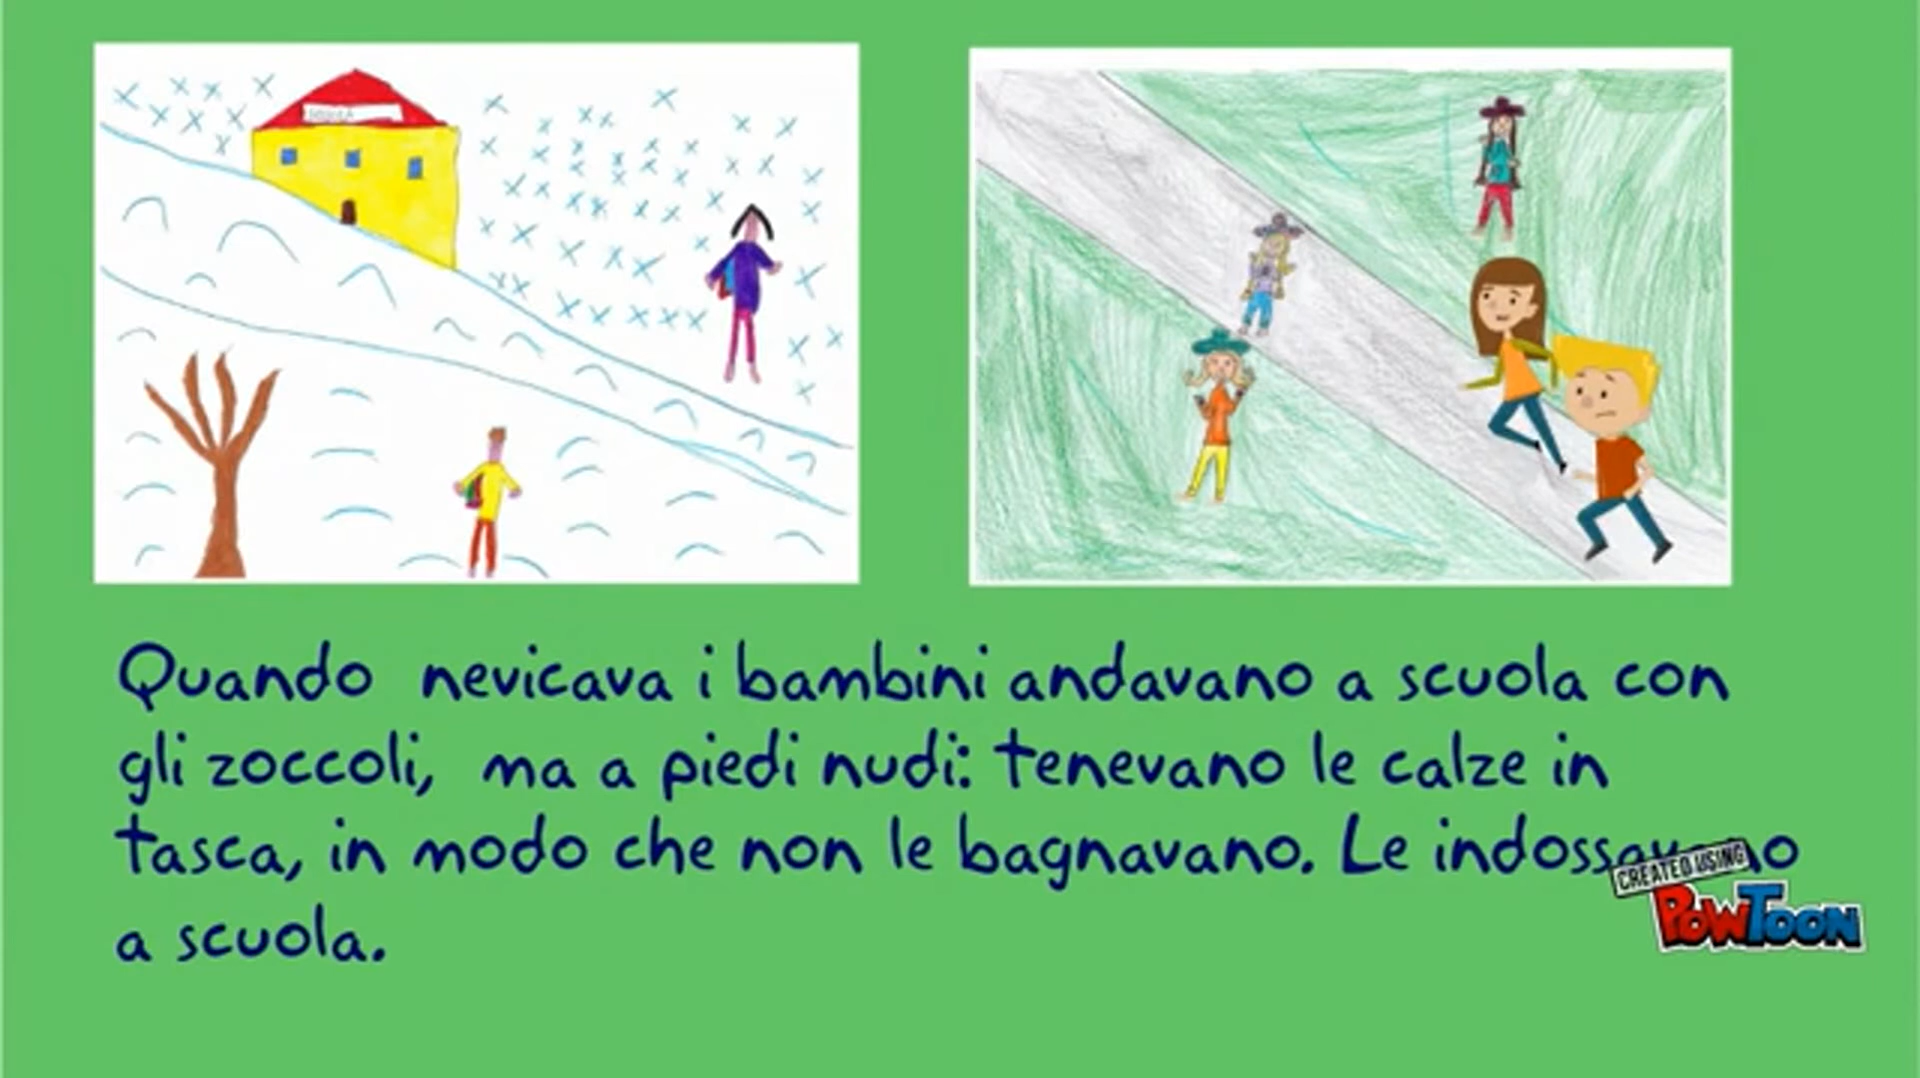 Quando nevicava i bambini andavano a scuola con
gli zoccoli, ma a piedi nudi: tenevano le calze in
tasca, in modo che non le bagnavano. Le indossavano
a scuola.
CREATED USING
POWTOON